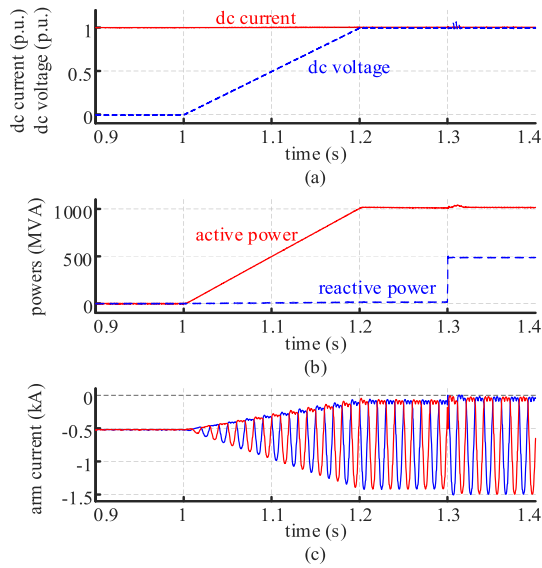 dc current (p.u.)
dc voltage (p.u.)
dc current
1
dc voltage
0.5
0
0.9 1 1.1 1.2 1.3 1.4
time (s)
(a)
powers (MVA)
1000
active power
500
reactive power
0
0.9 1 1.1 1.2 1.3 1.4
time (s)
(b)
arm current (kA)
0
-0.5
-1
-1.5
0.9 1 1.1 1.2 1.3 1.4
time (s)
(c)